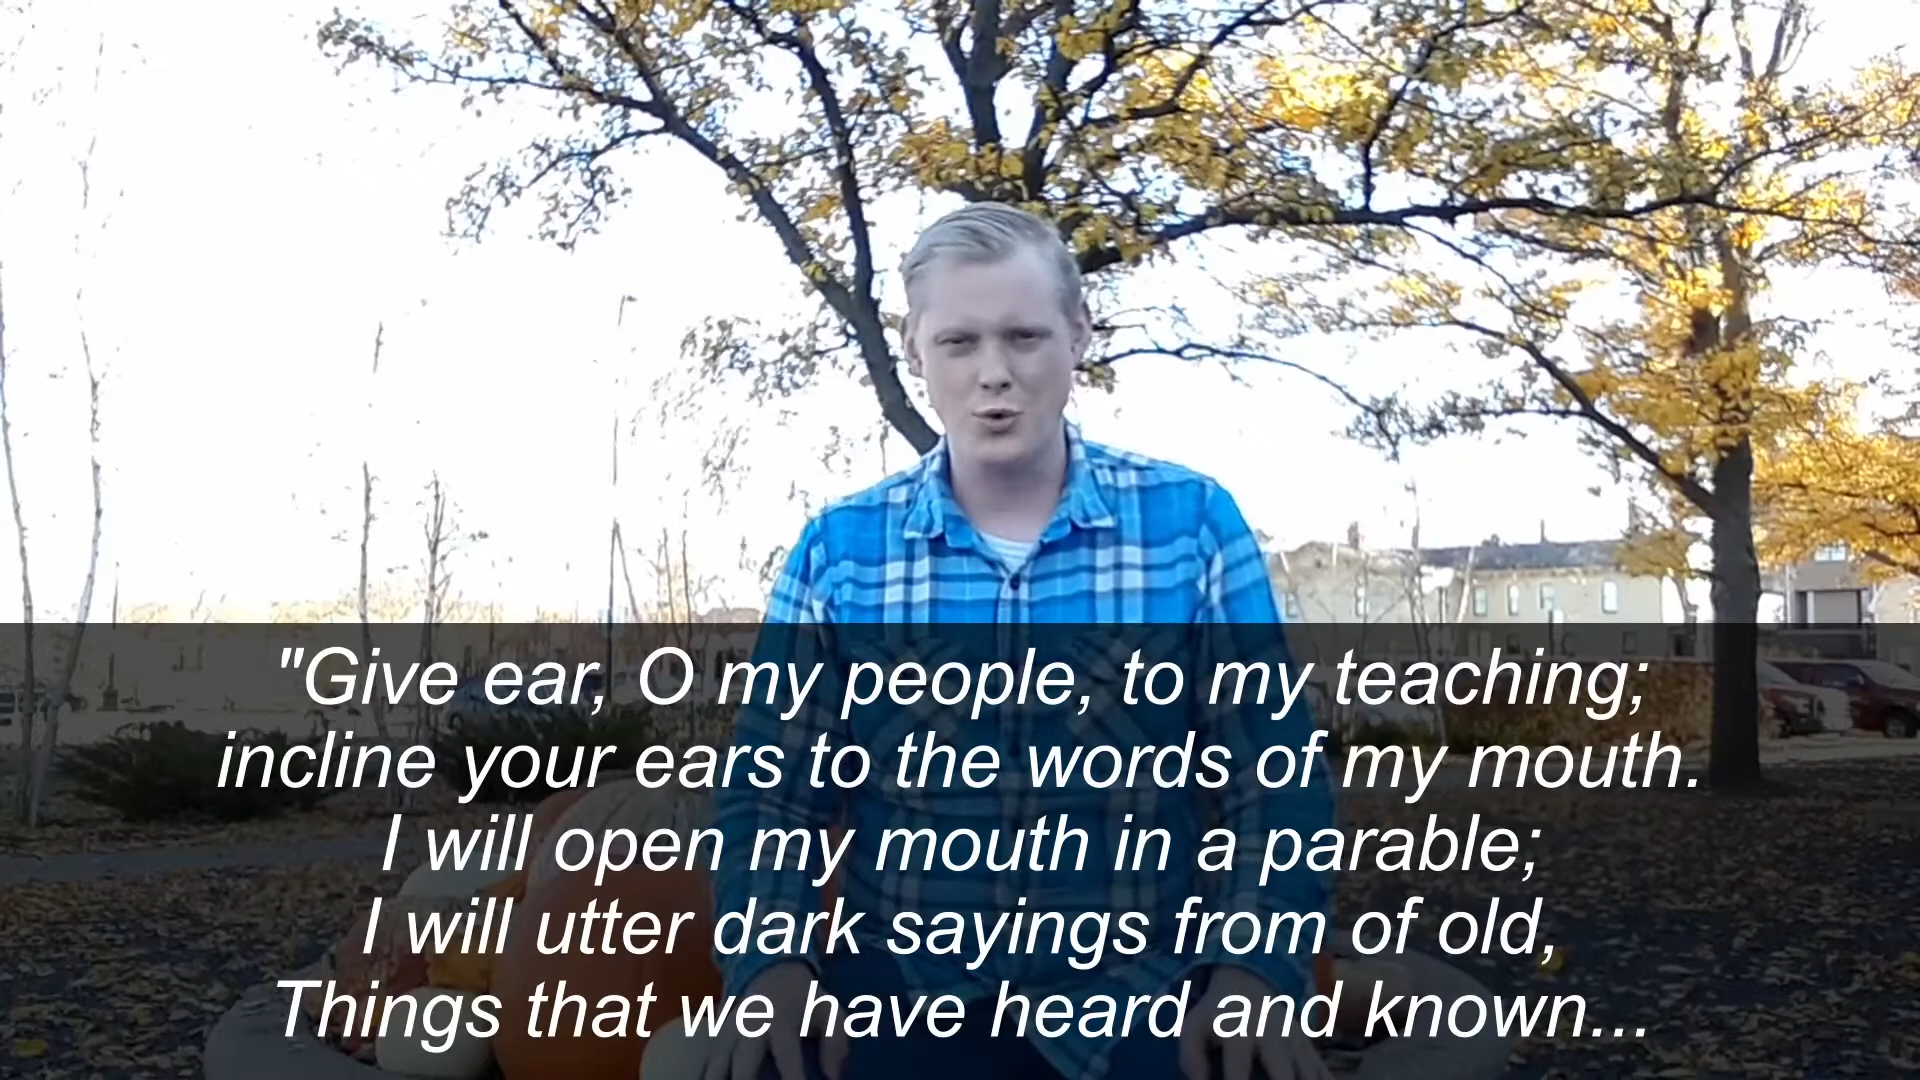 "Give ear, O my people, to my teaching;
incline your ears to the words of my mouth.
I will open my mouth in a parable;
I will utter dark sayings from of old,
Things that we have heard and known...